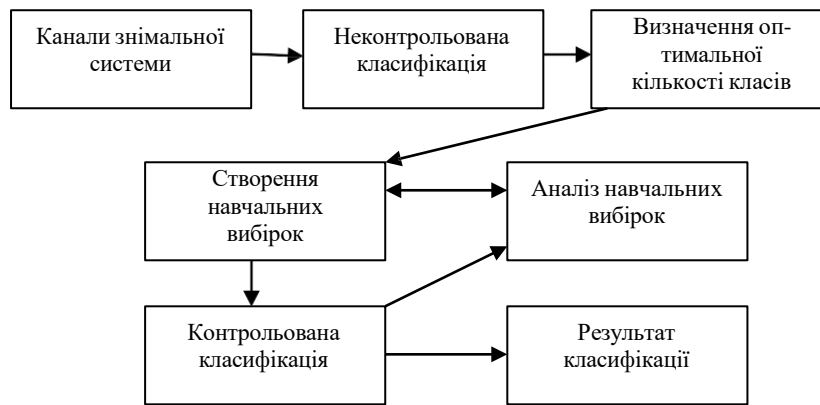 Канали знімальної
системи
Неконтрольована
класифікація
Визначення оп-
тимальної
кількості класів
Створення
навчальних
вибірок
Аналіз навчальних
вибірок
Контрольована
класифікація
Результат
класифікації